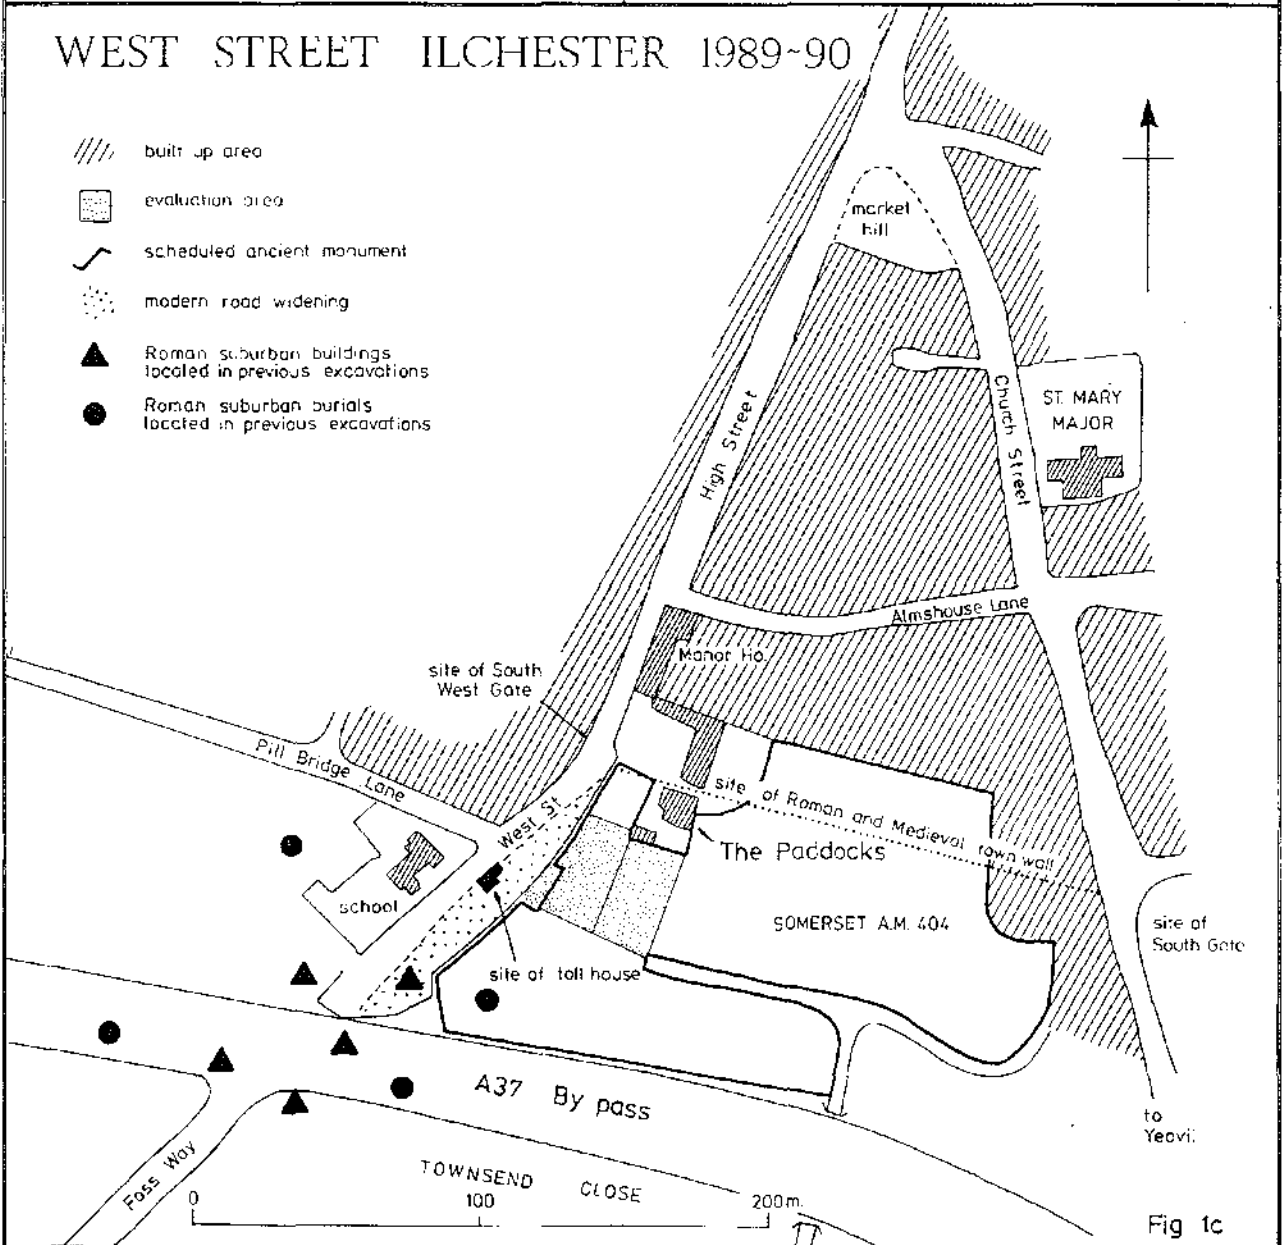 WEST STREET ILCHESTER 1989~90
built up area
evaluation area
scheduled ancient monument
modern road widening
Roman suburban buildings
located in previous excavations
Roman suburban burials
located in previous excavations
market
hill
High Street
Church Street
ST. MARY
MAJOR
Almshouse Lane
Manor Ho.
site of South
West Gate
Pill Bridge Lane
West St.
site of Roman and Medieval town wall
The Paddocks
school
SOMERSET A.M. 404
site of
South Gate
site of toll house
A37 By pass
to
Yeovil
Foss Way
TOWNSEND CLOSE
0 100 200m.
Fig 1c